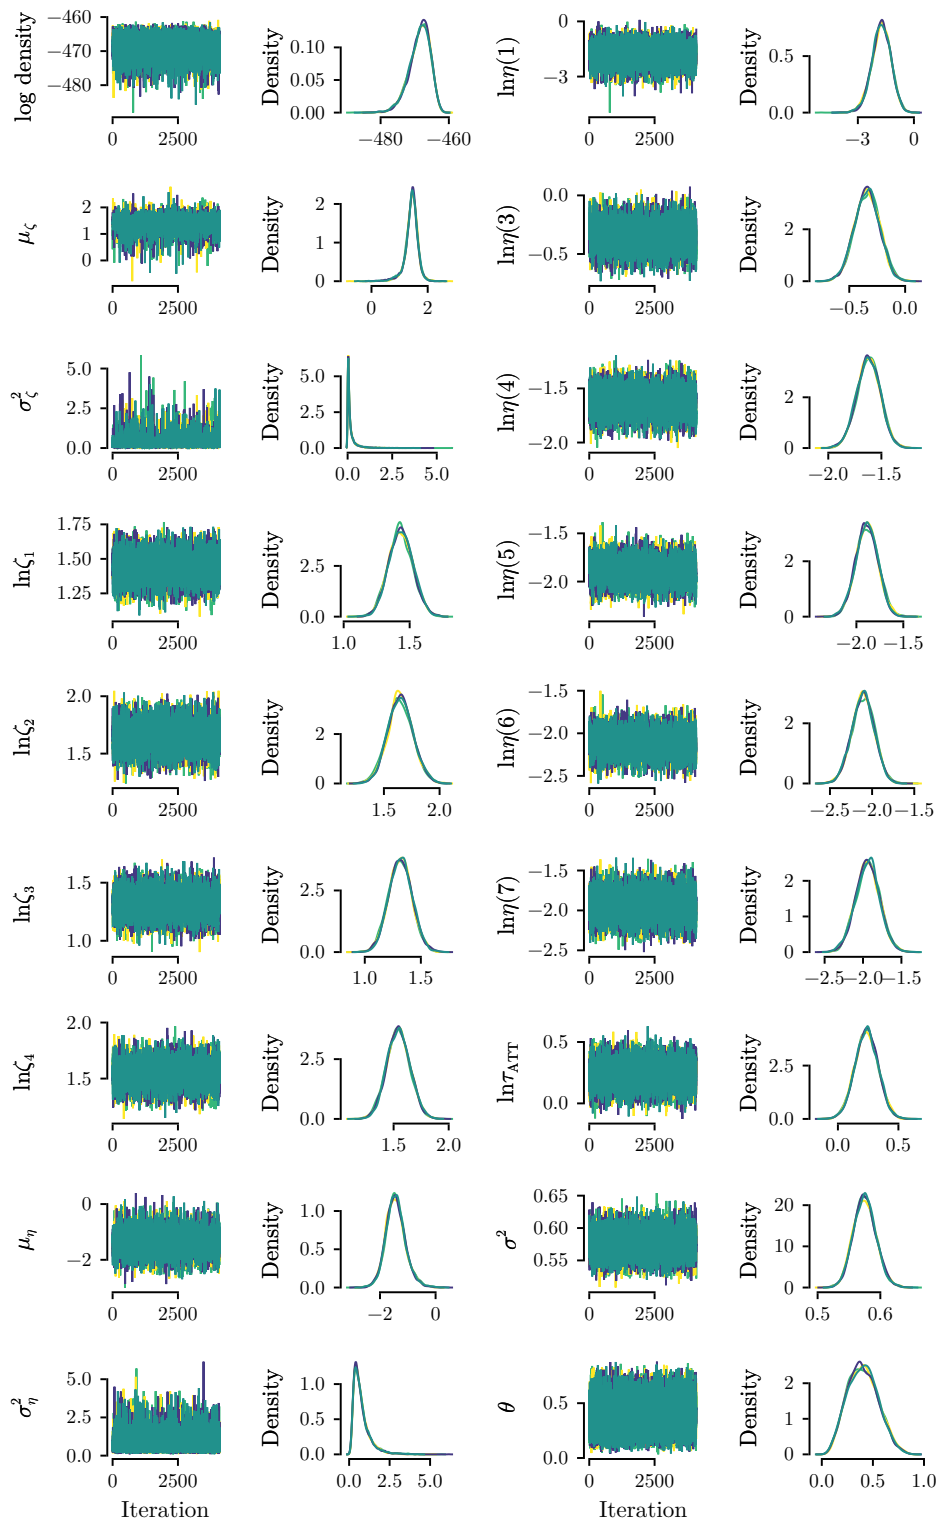 log density −460 −470 −480 0 2500 Density 0.10 0.05 0.00 −480 −460 lnη(1) 0 −3 0 2500 Density 0.5 0.0 −3 0
μζ 2 1 0 0 2500 Density 2 1 0 0 2 lnη(3) 0.0 −0.5 0 2500 Density 2 0 −0.5 0.0
σ²ζ 5.0 2.5 0.0 0 2500 Density 5.0 2.5 0.0 0.0 2.5 5.0 lnη(4) −1.5 −2.0 0 2500 Density 2 0 −2.0 −1.5
lnζ₁ 1.75 1.50 1.25 0 2500 Density 2.5 0.0 1.0 1.5 lnη(5) −1.5 −2.0 0 2500 Density 2 0 −2.0 −1.5
lnζ₂ 2.0 1.5 0 2500 Density 2 0 1.5 2.0 lnη(6) −1.5 −2.0 −2.5 0 2500 Density 2 0 −2.5 −2.0 −1.5
lnζ₃ 1.5 1.0 0 2500 Density 2.5 0.0 1.0 1.5 lnη(7) −1.5 −2.0 −2.5 0 2500 Density 2 1 0 −2.5 −2.0 −1.5
lnζ₄ 2.0 1.5 0 2500 Density 2.5 0.0 1.5 2.0 lnτATT 0.5 0.0 0 2500 Density 2.5 0.0 0.0 0.5
μη 0 −2 0 2500 Density 1.0 0.5 0.0 −2 0 σ² 0.65 0.60 0.55 0 2500 Density 20 10 0 0.5 0.6
σ²η 5.0 2.5 0.0 0 2500 Density 1.0 0.5 0.0 0.0 2.5 5.0 θ 0.5 0.0 0 2500 Density 2 1 0 0.0 0.5 1.0
Iteration Iteration